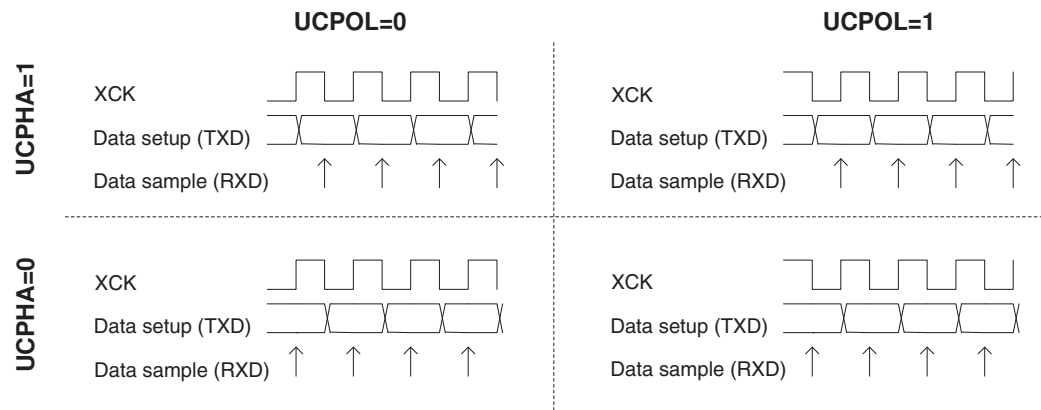 UCPOL=0
UCPOL=1
UCPHA=1
XCK
Data setup (TXD)
Data sample (RXD)
XCK
Data setup (TXD)
Data sample (RXD)
UCPHA=0
XCK
Data setup (TXD)
Data sample (RXD)
XCK
Data setup (TXD)
Data sample (RXD)